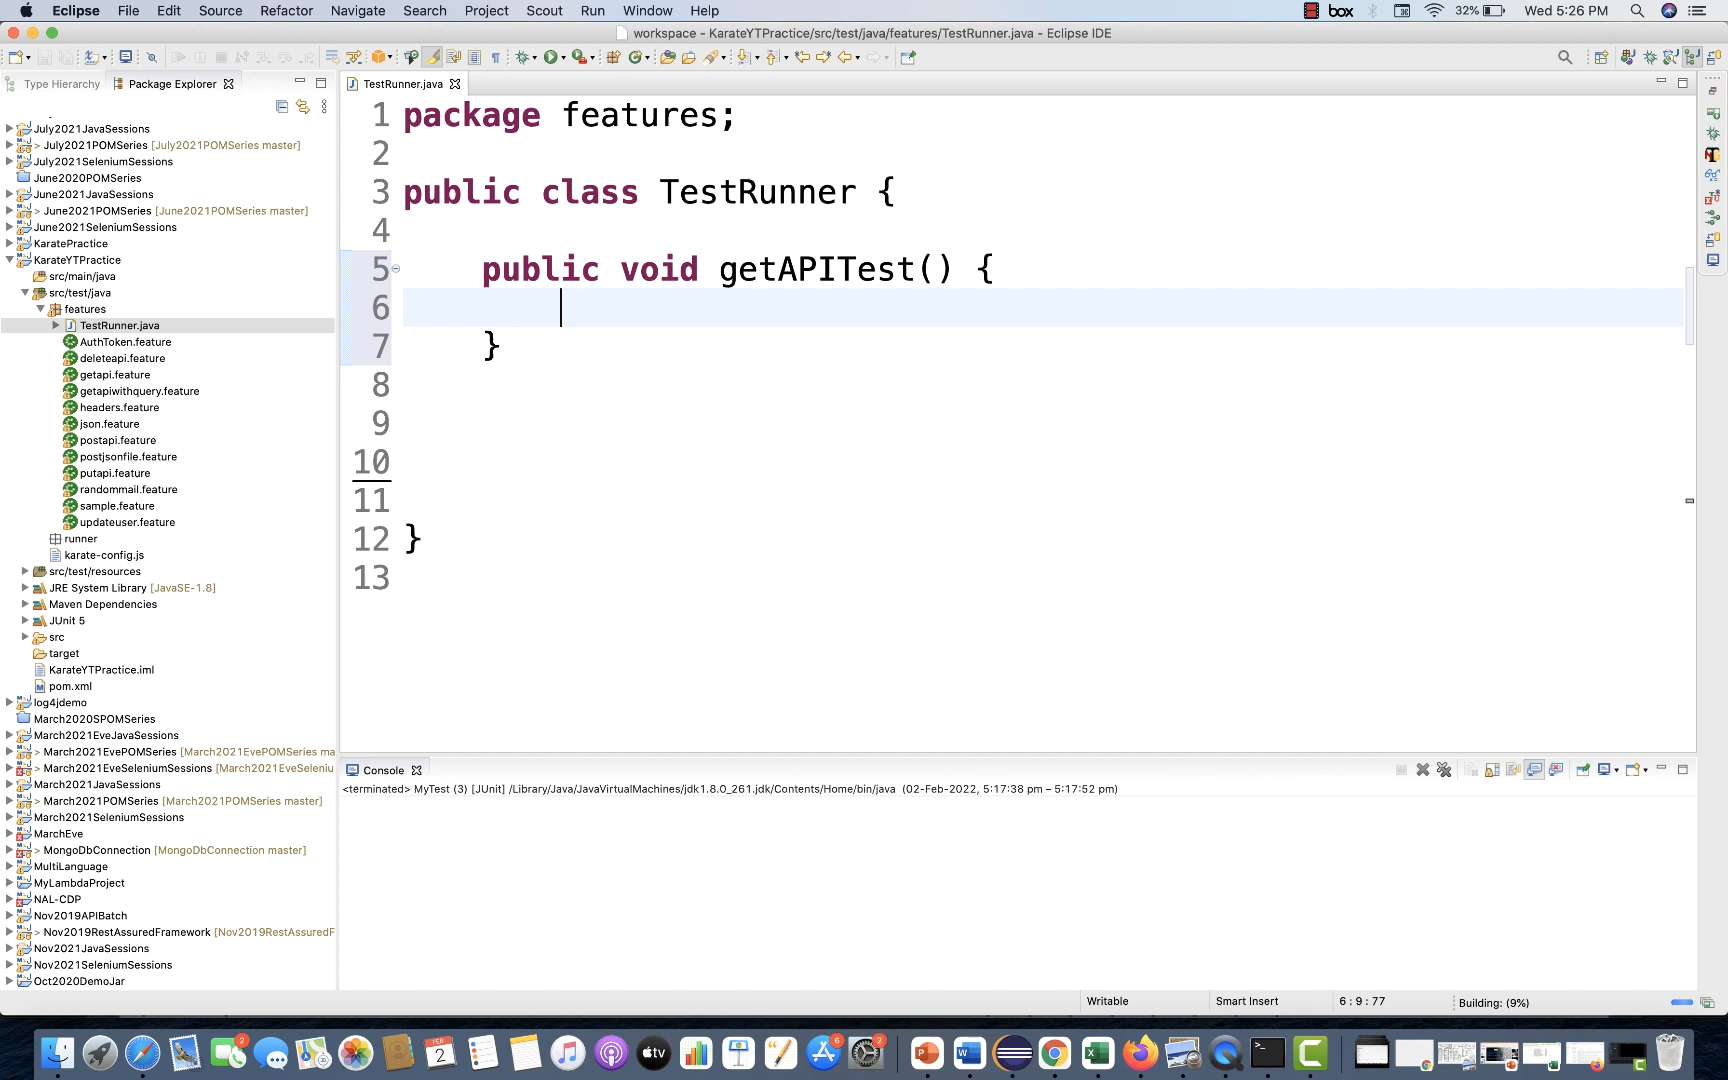 Eclipse File Edit Source Refactor Navigate Search Project Scout Run Window Help box 32% Wed 5:26 PM
workspace - KarateYTPractice/src/test/java/features/TestRunner.java - Eclipse IDE
Type Hierarchy Package Explorer
July2021JavaSessions
> July2021POMSeries [July2021POMSeries master]
July2021SeleniumSessions
June2020POMSeries
June2021JavaSessions
> June2021POMSeries [June2021POMSeries master]
June2021SeleniumSessions
KaratePractice
KarateYTPractice
src/main/java
src/test/java
features
TestRunner.java
AuthToken.feature
deleteapi.feature
getapi.feature
getapiwithquery.feature
headers.feature
json.feature
postapi.feature
postjsonfile.feature
putapi.feature
randommail.feature
sample.feature
updateuser.feature
runner
karate-config.js
src/test/resources
JRE System Library [JavaSE-1.8]
Maven Dependencies
JUnit 5
src
target
KarateYTPractice.iml
pom.xml
log4jdemo
March2020SPOMSeries
March2021EveJavaSessions
> March2021EvePOMSeries [March2021EvePOMSeries ma
> March2021EveSeleniumSessions [March2021EveSeleniu
March2021JavaSessions
> March2021POMSeries [March2021POMSeries master]
March2021SeleniumSessions
MarchEve
> MongoDbConnection [MongoDbConnection master]
MultiLanguage
MyLambdaProject
NAL-CDP
Nov2019APIBatch
> Nov2019RestAssuredFramework [Nov2019RestAssuredF
Nov2021JavaSessions
Nov2021SeleniumSessions
Oct2020DemoJar
TestRunner.java
1 package features;
2
3 public class TestRunner {
4
5 public void getAPITest() {
6
7 }
8
9
10
11
12 }
13
Console
<terminated> MyTest (3) [JUnit] /Library/Java/JavaVirtualMachines/jdk1.8.0_261.jdk/Contents/Home/bin/java (02-Feb-2022, 5:17:38 pm – 5:17:52 pm)
Writable Smart Insert 6 : 9 : 77 Building: (9%)
2 FEB 2 tv 6 2